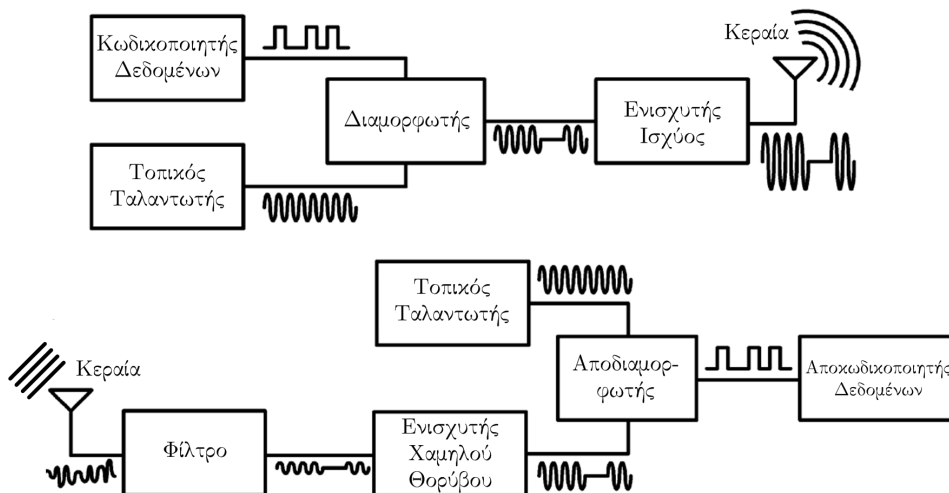 Κωδικοποιητής
Δεδομένων
Κεραία
Διαμορφωτής
Ενισχυτής
Ισχύος
Τοπικός
Ταλαντωτής
Τοπικός
Ταλαντωτής
Κεραία
Αποδιαμορ-
φωτής
Αποκωδικοποιητής
Δεδομένων
Φίλτρο
Ενισχυτής
Χαμηλού
Θορύβου